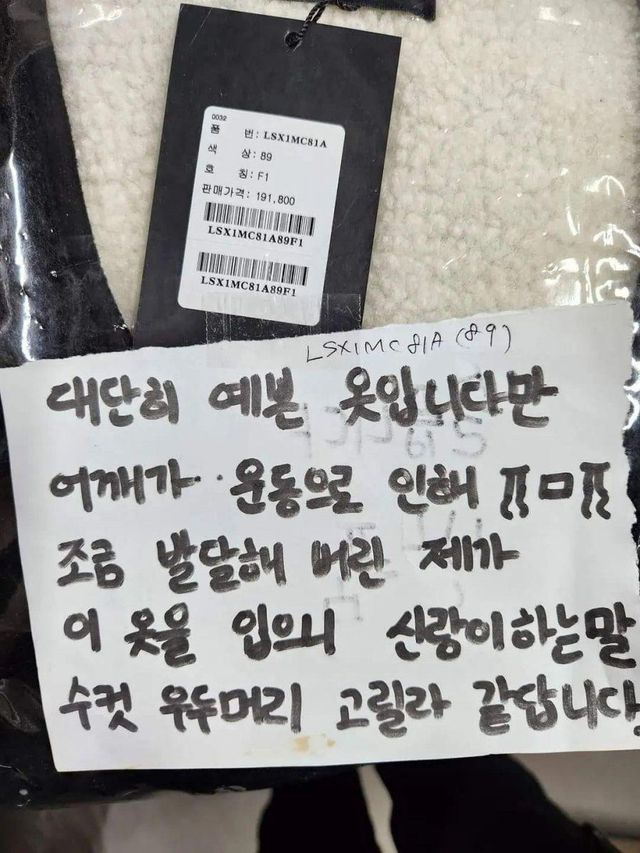 0032
품 번: LSX1MC81A
색 상: 89
호 칭: F1
판매가격: 191,800
LSX1MC81A89F1
LSX1MC81A89F1
LSX1MC81A (89)
대단히 예쁜 옷입니다만
어깨가·· 운동으로 인해 ㅠㅁㅠ
조금 발달해 버린 제가
이 옷을 입으니 신랑이 하는 말
수컷 우두머리 고릴라 같답니다.